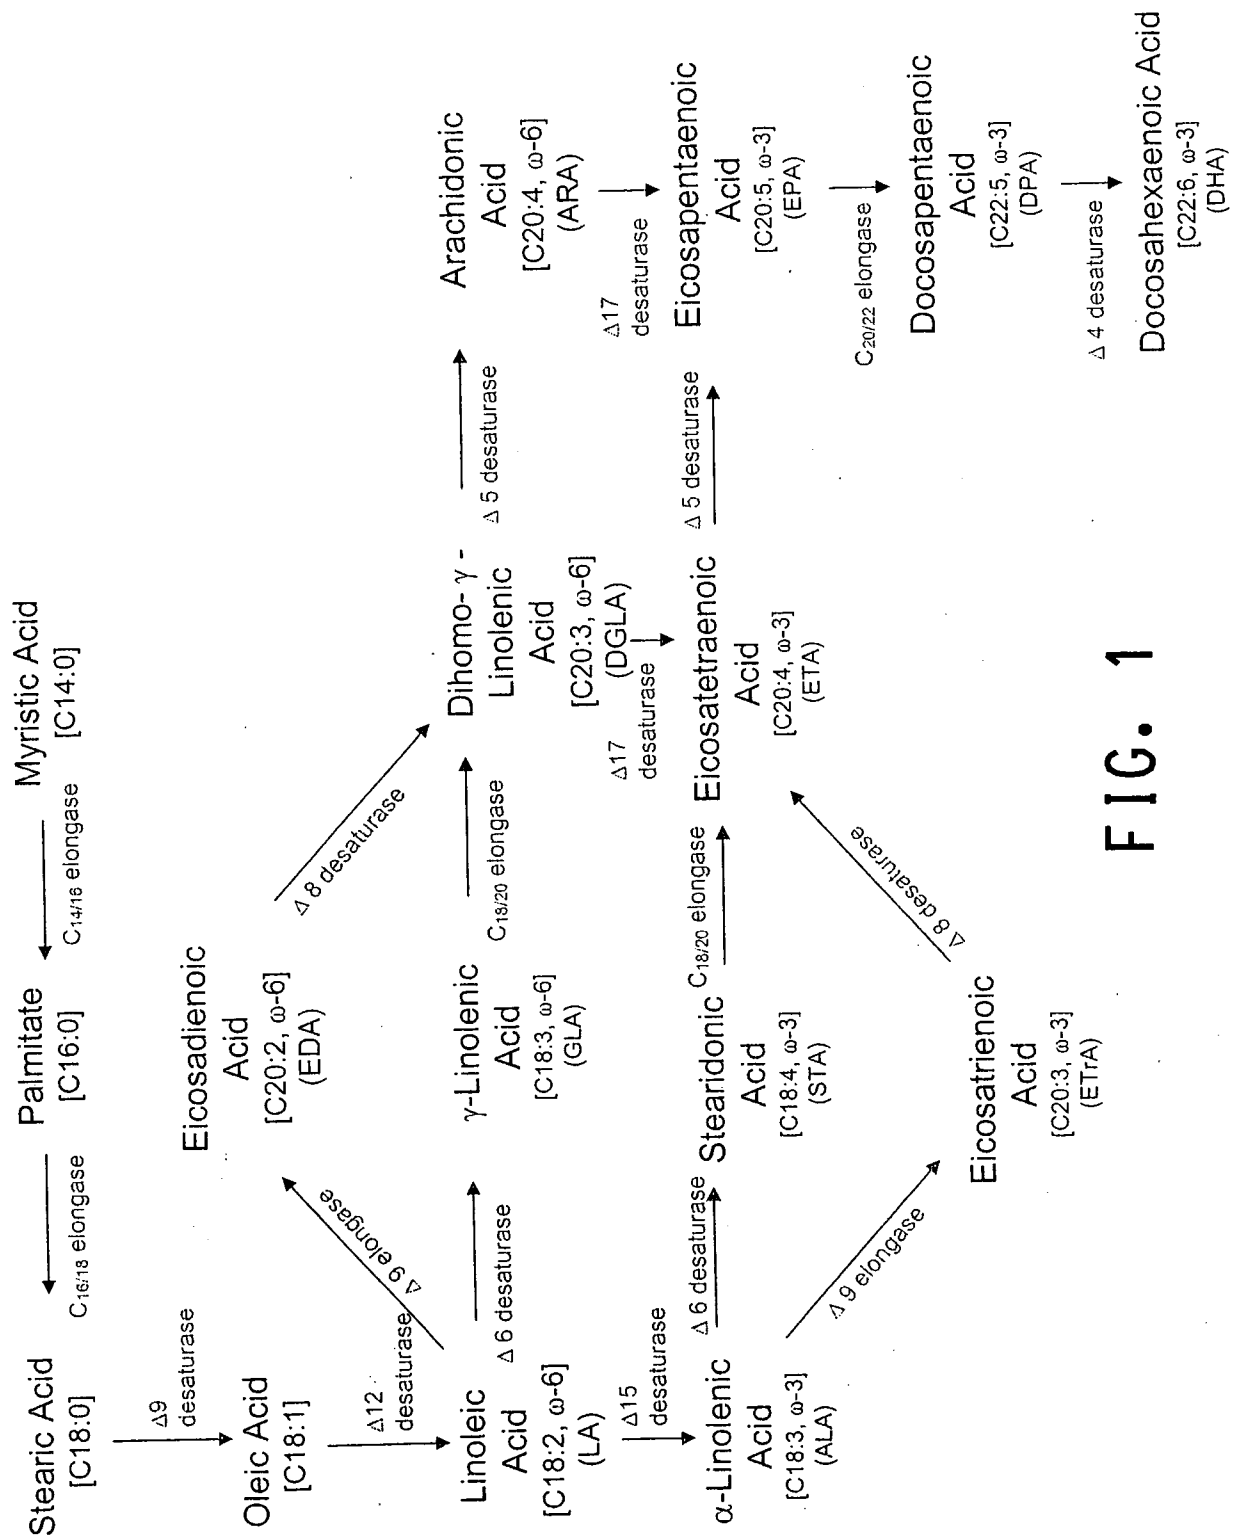 Myristic Acid
[C14:0]
C14/16 elongase
Palmitate
[C16:0]
C16/18 elongase
Stearic Acid
[C18:0]
Δ9
desaturase
Oleic Acid
[C18:1]
Δ12
desaturase
Linoleic
Acid
[C18:2, ω-6]
(LA)
Δ 9 elongase
Eicosadienoic
Acid
[C20:2, ω-6]
(EDA)
Δ 8 desaturase
Δ 6 desaturase
γ-Linolenic
Acid
[C18:3, ω-6]
(GLA)
C18/20 elongase
Dihomo- γ -
Linolenic
Acid
[C20:3, ω-6]
(DGLA)
Δ 5 desaturase
Arachidonic
Acid
[C20:4, ω-6]
(ARA)
Δ15
desaturase
Δ17
desaturase
Δ17
desaturase
α-Linolenic
Acid
[C18:3, ω-3]
(ALA)
Δ 6 desaturase
Stearidonic
Acid
[C18:4, ω-3]
(STA)
C18/20 elongase
Eicosatetraenoic
Acid
[C20:4, ω-3]
(ETA)
Δ 5 desaturase
Eicosapentaenoic
Acid
[C20:5, ω-3]
(EPA)
Δ 9 elongase
Eicosatrienoic
Acid
[C20:3, ω-3]
(ETrA)
Δ 8 desaturase
C20/22 elongase
Docosapentaenoic
Acid
[C22:5, ω-3]
(DPA)
Δ 4 desaturase
Docosahexaenoic Acid
[C22:6, ω-3]
(DHA)
FIG. 1